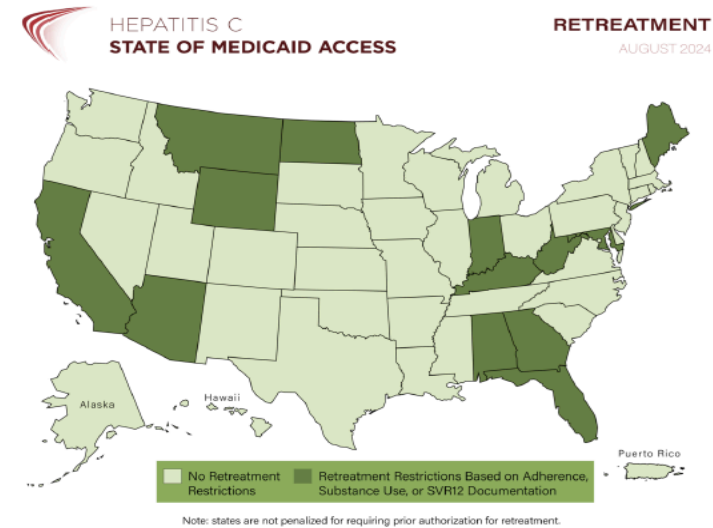 HEPATITIS C
STATE OF MEDICAID ACCESS
RETREATMENT
AUGUST 2024
Alaska
Hawaii
Puerto Rico
No Retreatment
Restrictions
Retreatment Restrictions Based on Adherence,
Substance Use, or SVR12 Documentation
Note: states are not penalized for requiring prior authorization for retreatment.